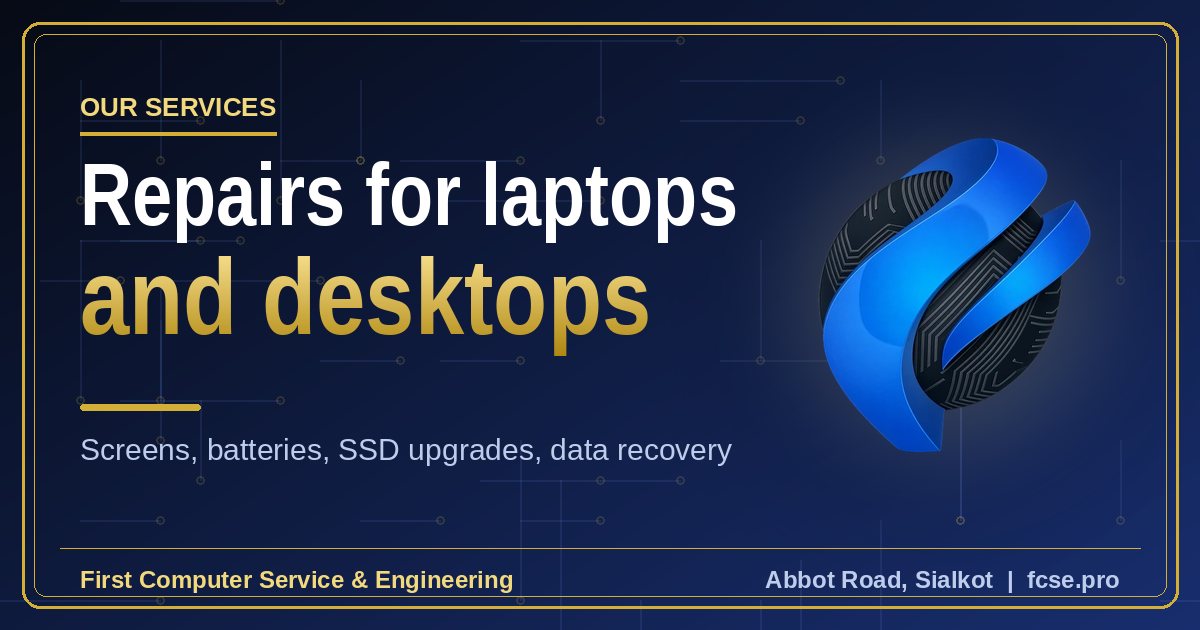 OUR SERVICES
Repairs for laptops
and desktops
Screens, batteries, SSD upgrades, data recovery
First Computer Service & Engineering
Abbot Road, Sialkot | fcse.pro